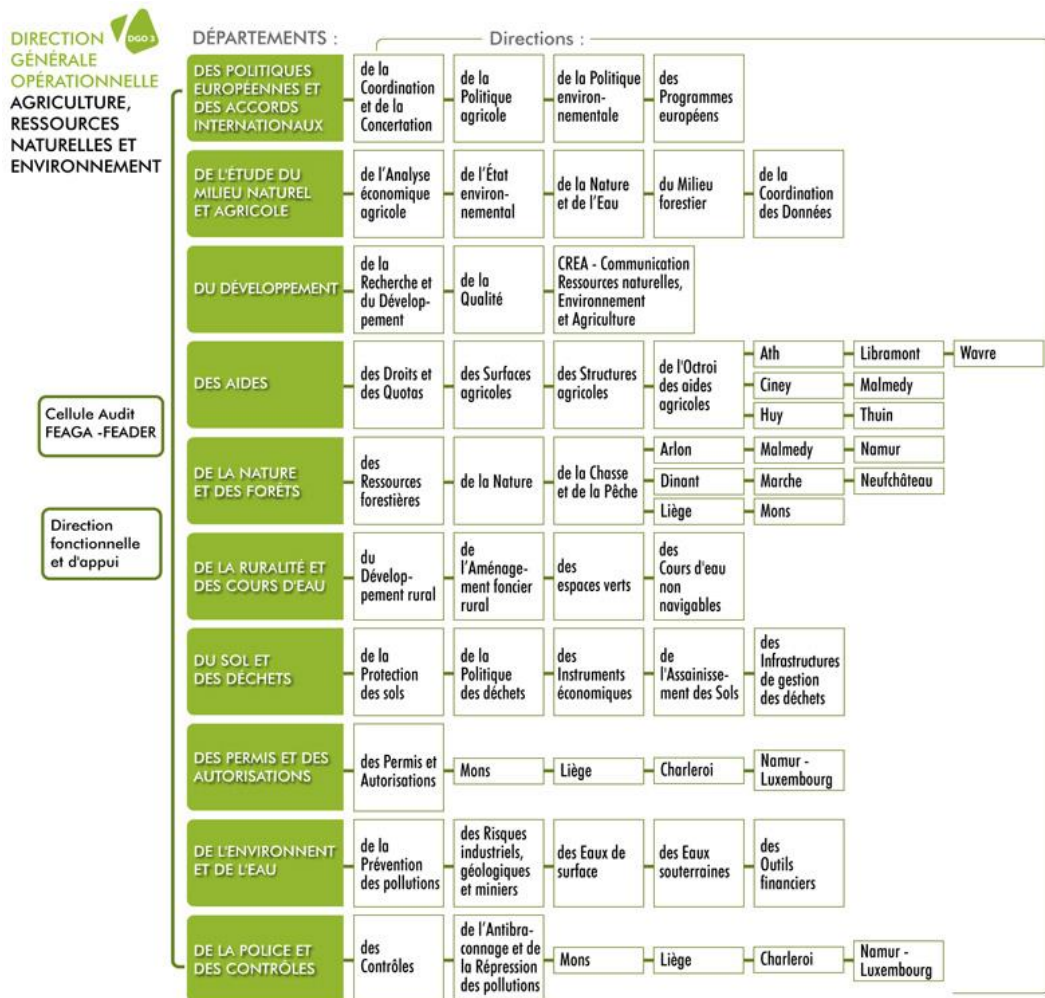 DIRECTION
GÉNÉRALE
OPÉRATIONNELLE
AGRICULTURE,
RESSOURCES
NATURELLES ET
ENVIRONNEMENT
DGO 3
DÉPARTEMENTS :
Directions :
DES POLITIQUES
EUROPÉENNES ET
DES ACCORDS
INTERNATIONAUX
de la
Coordination
et de la
Concertation
de la
Politique
agricole
de la Politique
environ-
nementale
des
Programmes
européens
DE L'ÉTUDE DU
MILIEU NATUREL
ET AGRICOLE
de l'Analyse
économique
agricole
de l'État
environ-
nemental
de la Nature
et de l'Eau
du Milieu
forestier
de la
Coordination
des Données
DU DÉVELOPPEMENT
de la
Recherche et
du Dévelop-
pement
de la
Qualité
CREA - Communication
Ressources naturelles,
Environnement
et Agriculture
DES AIDES
des Droits et
des Quotas
des Surfaces
agricoles
des Structures
agricoles
de l'Octroi
des aides
agricoles
Ath
Libramont
Wavre
Ciney
Malmedy
Huy
Thuin
Cellule Audit
FEAGA -FEADER
DE LA NATURE
ET DES FORÊTS
des
Ressources
forestières
de la Nature
de la Chasse
et de la Pêche
Arlon
Malmedy
Namur
Dinant
Marche
Neufchâteau
Liège
Mons
Direction
fonctionnelle
et d'appui
DE LA RURALITÉ ET
DES COURS D'EAU
du
Dévelop-
pement rural
de
l'Aménage-
ment foncier
rural
des
espaces verts
des
Cours d'eau
non
navigables
DU SOL ET
DES DÉCHETS
de la
Protection
des sols
de la
Politique
des déchets
des
Instruments
économiques
de
l'Assainisse-
ment des Sols
des
Infrastructures
de gestion
des déchets
DES PERMIS ET DES
AUTORISATIONS
des Permis et
Autorisations
Mons
Liège
Charleroi
Namur -
Luxembourg
DE L'ENVIRONNENT
ET DE L'EAU
de la
Prévention
des pollutions
des Risques
industriels,
géologiques
et miniers
des Eaux de
surface
des Eaux
souterraines
des
Outils
financiers
DE LA POLICE ET
DES CONTRÔLES
des
Contrôles
de l'Antibra-
connage et de
la Répression
des pollutions
Mons
Liège
Charleroi
Namur -
Luxembourg